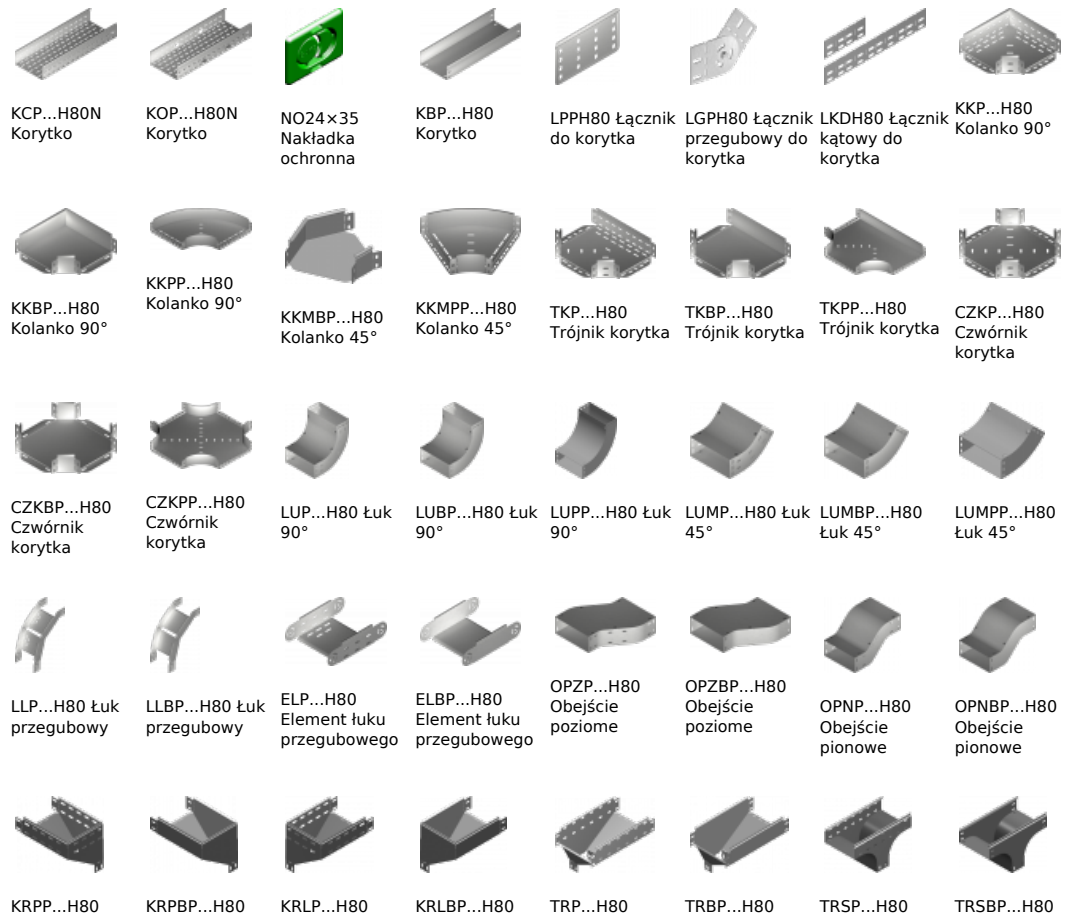 KCP...H80N
Korytko
KOP...H80N
Korytko
NO24×35
Nakładka
ochronna
KBP...H80
Korytko
LPPH80 Łącznik
do korytka
LGPH80 Łącznik
przegubowy do
korytka
LKDH80 Łącznik
kątowy do
korytka
KKP...H80
Kolanko 90°
KKBP...H80
Kolanko 90°
KKPP...H80
Kolanko 90°
KKMBP...H80
Kolanko 45°
KKMPP...H80
Kolanko 45°
TKP...H80
Trójnik korytka
TKBP...H80
Trójnik korytka
TKPP...H80
Trójnik korytka
CZKP...H80
Czwórnik
korytka
CZKBP...H80
Czwórnik
korytka
CZKPP...H80
Czwórnik
korytka
LUP...H80 Łuk
90°
LUBP...H80 Łuk
90°
LUPP...H80 Łuk
90°
LUMP...H80 Łuk
45°
LUMBP...H80
Łuk 45°
LUMPP...H80
Łuk 45°
LLP...H80 Łuk
przegubowy
LLBP...H80 Łuk
przegubowy
ELP...H80
Element łuku
przegubowego
ELBP...H80
Element łuku
przegubowego
OPZP...H80
Obejście
poziome
OPZBP...H80
Obejście
poziome
OPNP...H80
Obejście
pionowe
OPNBP...H80
Obejście
pionowe
KRPP...H80
KRPBP...H80
KRLP...H80
KRLBP...H80
TRP...H80
TRBP...H80
TRSP...H80
TRSBP...H80